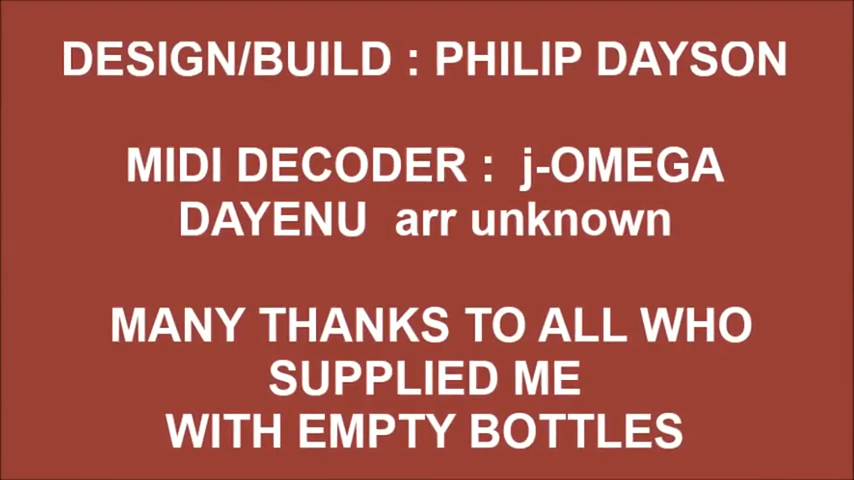 DESIGN/BUILD : PHILIP DAYSON
MIDI DECODER : j-OMEGA
DAYENU arr unknown
MANY THANKS TO ALL WHO
SUPPLIED ME
WITH EMPTY BOTTLES